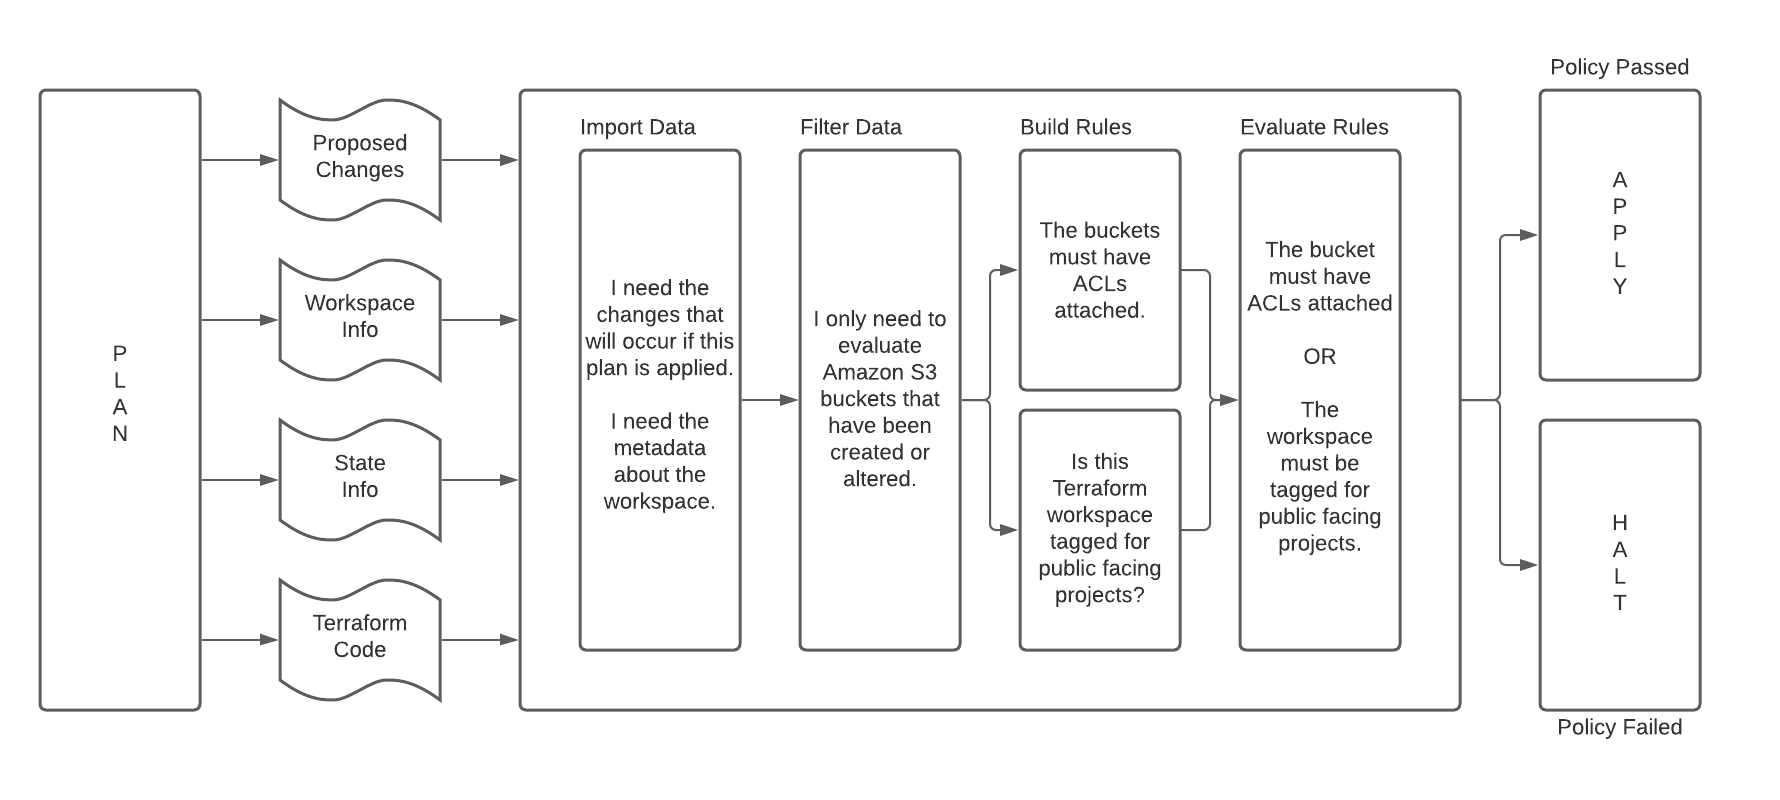 P
L
A
N
Proposed
Changes
Workspace
Info
State
Info
Terraform
Code
Import Data
I need the
changes that
will occur if this
plan is applied.
I need the
metadata
about the
workspace.
Filter Data
I only need to
evaluate
Amazon S3
buckets that
have been
created or
altered.
Build Rules
The buckets
must have
ACLs
attached.
Is this
Terraform
workspace
tagged for
public facing
projects?
Evaluate Rules
The bucket
must have
ACLs attached
OR
The
workspace
must be
tagged for
public facing
projects.
Policy Passed
A
P
P
L
Y
H
A
L
T
Policy Failed